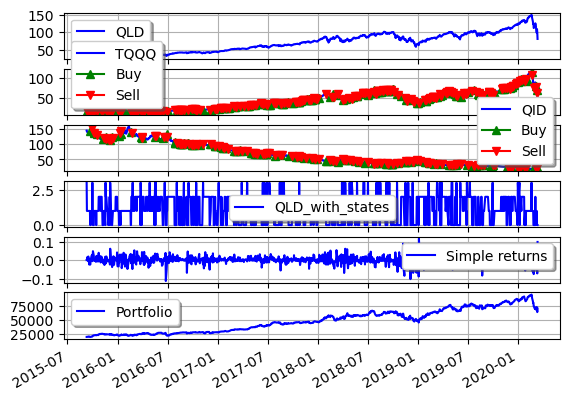 150
100
50
QLD
TQQQ
Buy
Sell
100
50
QID
Buy
Sell
150
100
50
2.5
0.0
QLD_with_states
0.1
0.0
-0.1
Simple returns
75000
50000
25000
Portfolio
2015-07
2016-01
2016-07
2017-01
2017-07
2018-01
2018-07
2019-01
2019-07
2020-01